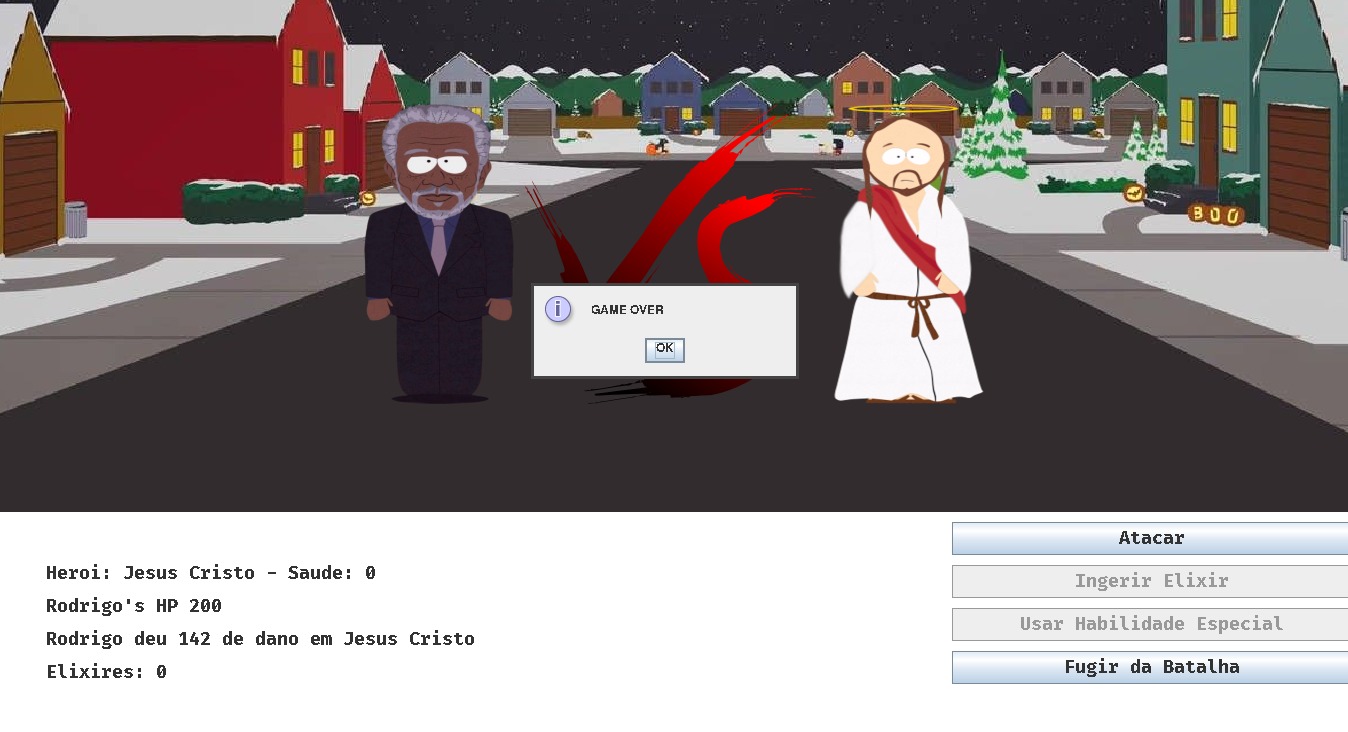 BOO
VS
GAME OVER
OK
Heroi: Jesus Cristo - Saude: 0
Rodrigo's HP 200
Rodrigo deu 142 de dano em Jesus Cristo
Elixires: 0
Atacar
Ingerir Elixir
Usar Habilidade Especial
Fugir da Batalha